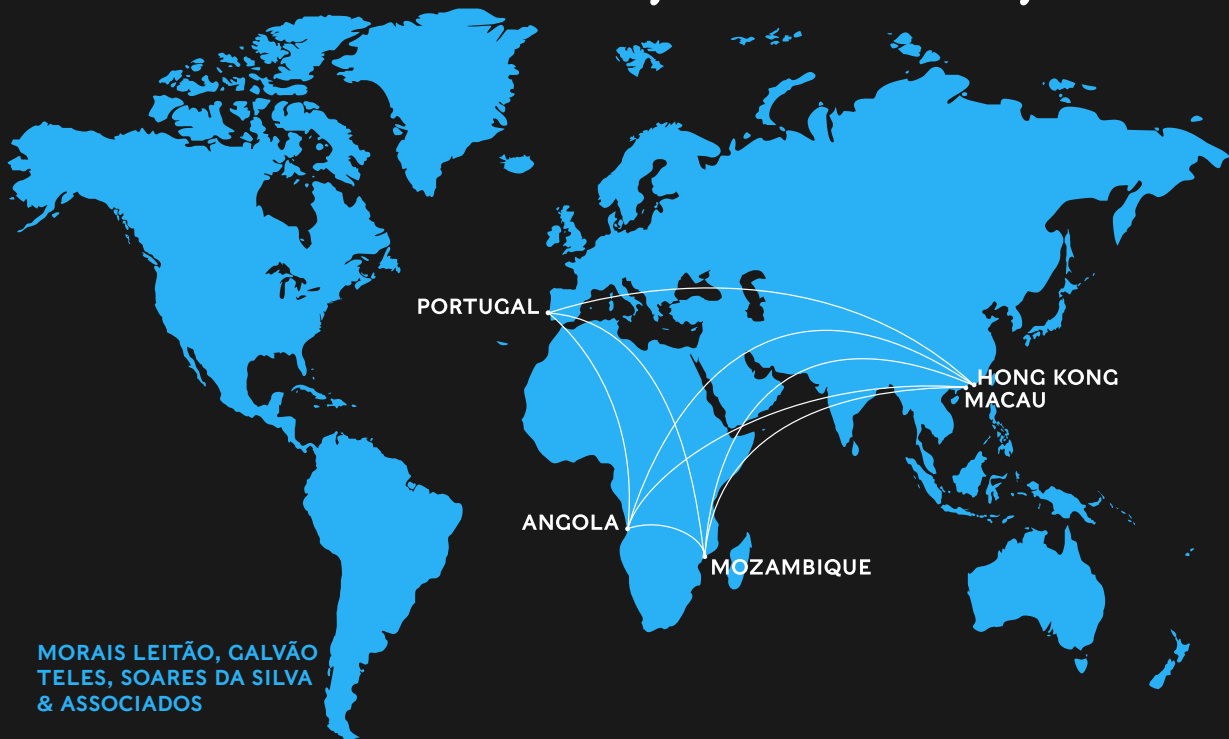 PORTUGAL
HONG KONG
MACAU
ANGOLA
MOZAMBIQUE
MORAIS LEITÃO, GALVÃO
TELES, SOARES DA SILVA
& ASSOCIADOS